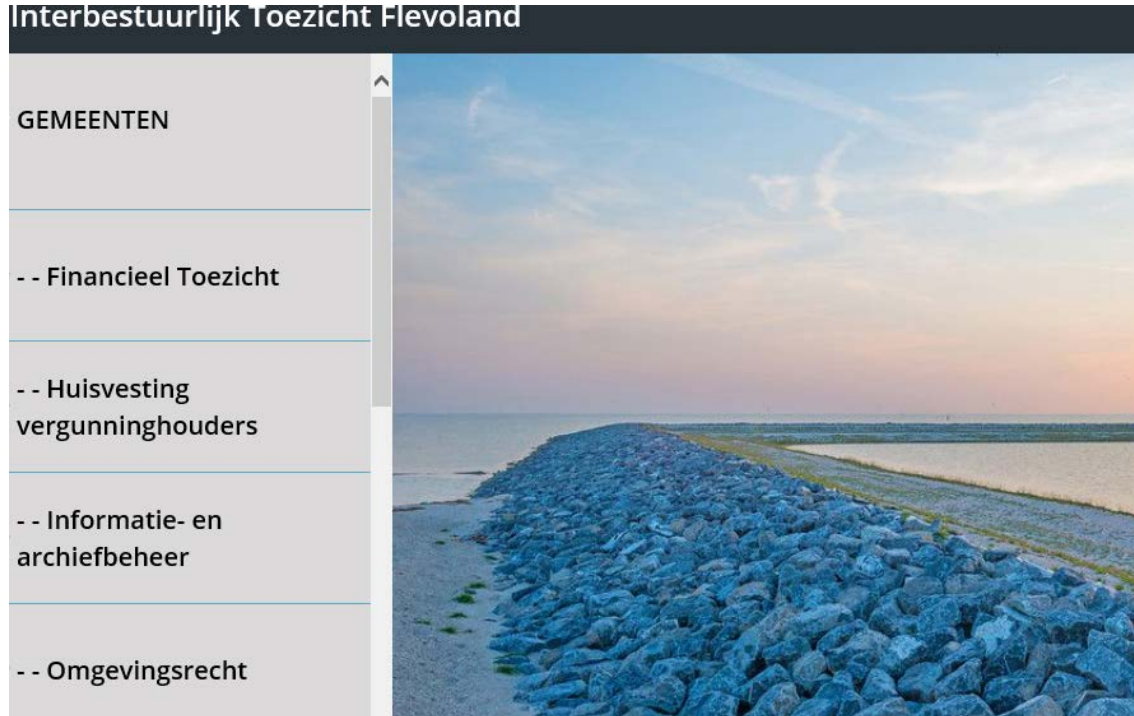 Interbestuurlijk Toezicht Flevoland
GEMEENTEN
- - Financieel Toezicht
- - Huisvesting
vergunninghouders
- - Informatie- en
archiefbeheer
- - Omgevingsrecht